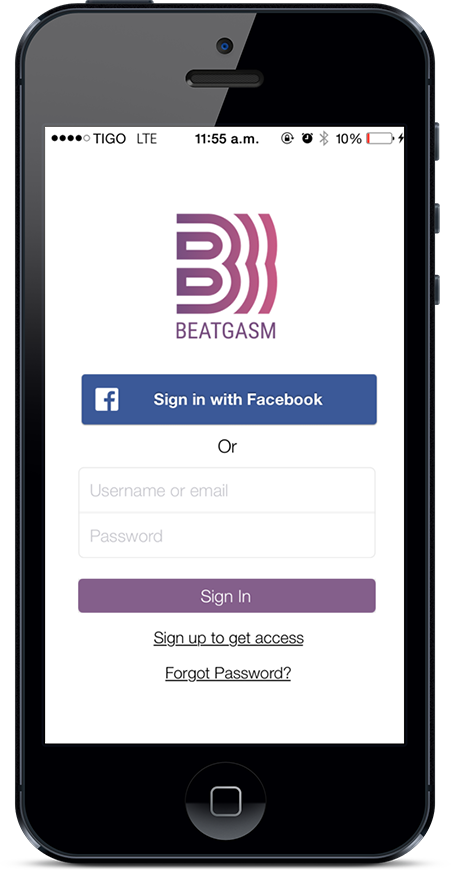 TIGO LTE 11:55 a.m. 10%
BEATGASM
Sign in with Facebook
Or
Username or email
Password
Sign In
Sign up to get access
Forgot Password?